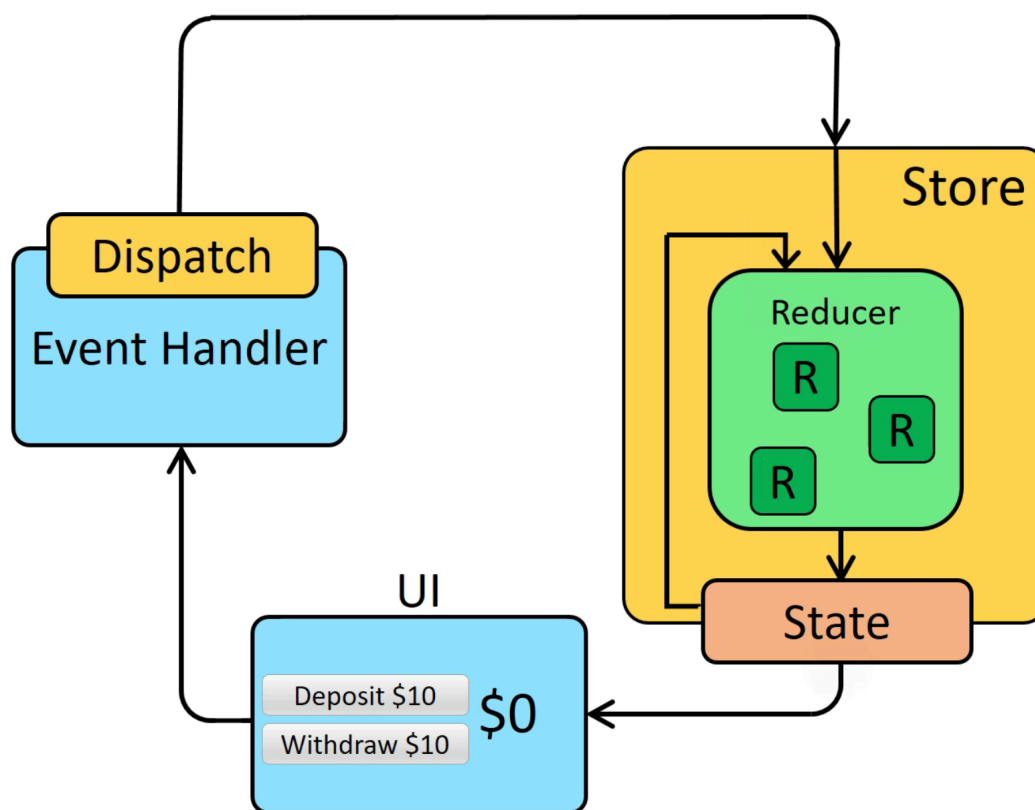 Store
Dispatch
Event Handler
Reducer
R
R
R
State
UI
Deposit $10
Withdraw $10
$0